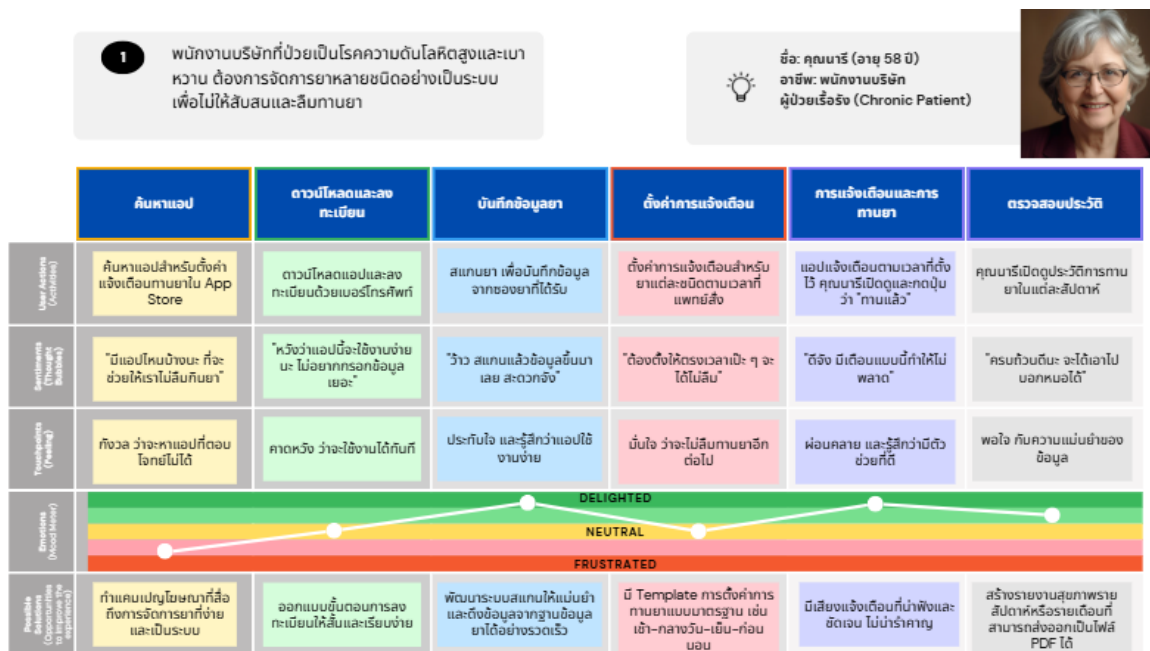 1
พนักงานบริษัทที่ป่วยเป็นโรคความดันโลหิตสูงและเบา
หวาน ต้องการจัดการยาหลายชนิดอย่างเป็นระบบ
เพื่อไม่ให้สับสนและลืมทานยา
ชื่อ: คุณนารี (อายุ 58 ปี)
อาชีพ: พนักงานบริษัท
ผู้ป่วยเรื้อรัง (Chronic Patient)
ค้นหาแอป
ดาวน์โหลดและลง
ทะเบียน
บันทึกข้อมูลยา
ตั้งค่าการแจ้งเตือน
การแจ้งเตือนและการ
ทานยา
ตรวจสอบประวัติ
User Actions
(Activities)
ค้นหาแอปสำหรับตั้งค่า
แจ้งเตือนทานยาใน App
Store
ดาวน์โหลดแอปและลง
ทะเบียนด้วยเบอร์โทรศัพท์
สแกนยา เพื่อบันทึกข้อมูล
จากซองยาที่ได้รับ
ตั้งค่าการแจ้งเตือนสำหรับ
ยาแต่ละชนิดตามเวลาที่
แพทย์สั่ง
แอปแจ้งเตือนตามเวลาที่ตั้ง
ไว้ คุณนารีเปิดดูและกดปุ่ม
ว่า "ทานแล้ว"
คุณนารีเปิดดูประวัติการทาน
ยาในแต่ละสัปดาห์
Sentiments
(Thought
Bubbles)
"มีแอปไหนบ้างนะ ที่จะ
ช่วยให้เราไม่ลืมกินยา"
"หวังว่าแอปนี้จะใช้งานง่าย
นะ ไม่อยากกรอกข้อมูล
เยอะ"
"ว้าว สแกนแล้วข้อมูลขึ้นมา
เลย สะดวกจัง"
"ต้องตั้งให้ตรงเวลาเป๊ะ ๆ จะ
ได้ไม่ลืม"
"ดีจัง มีเตือนแบบนี้ทำให้ไม่
พลาด"
"ครบถ้วนดีนะ จะได้เอาไป
บอกหมอได้"
Touchpoints
(Feeling)
กังวล ว่าจะหาแอปที่ตอบ
โจทย์ไม่ได้
คาดหวัง ว่าจะใช้งานได้ทันที
ประทับใจ และรู้สึกว่าแอปใช้
งานง่าย
มั่นใจ ว่าจะไม่ลืมทานยาอีก
ต่อไป
ผ่อนคลาย และรู้สึกว่ามีตัว
ช่วยที่ดี
พอใจ กับความแม่นยำของ
ข้อมูล
Emotions
(Mood Meter)
DELIGHTED
NEUTRAL
FRUSTRATED
Possible
Solutions
(Opportunities
to improve the
experience)
ทำแคมเปญโฆษณาที่สื่อ
ถึงการจัดการยาที่ง่าย
และเป็นระบบ
ออกแบบขั้นตอนการลง
ทะเบียนให้สั้นและเรียบง่าย
พัฒนาระบบสแกนให้แม่นยำ
และดึงข้อมูลจากฐานข้อมูล
ยาได้อย่างรวดเร็ว
มี Template การตั้งค่าการ
ทานยาแบบมาตรฐาน เช่น
เช้า-กลางวัน-เย็น-ก่อน
นอน
มีเสียงแจ้งเตือนที่น่าฟังและ
ชัดเจน ไม่น่ารำคาญ
สร้างรายงานสุขภาพราย
สัปดาห์หรือรายเดือนที่
สามารถส่งออกเป็นไฟล์
PDF ได้